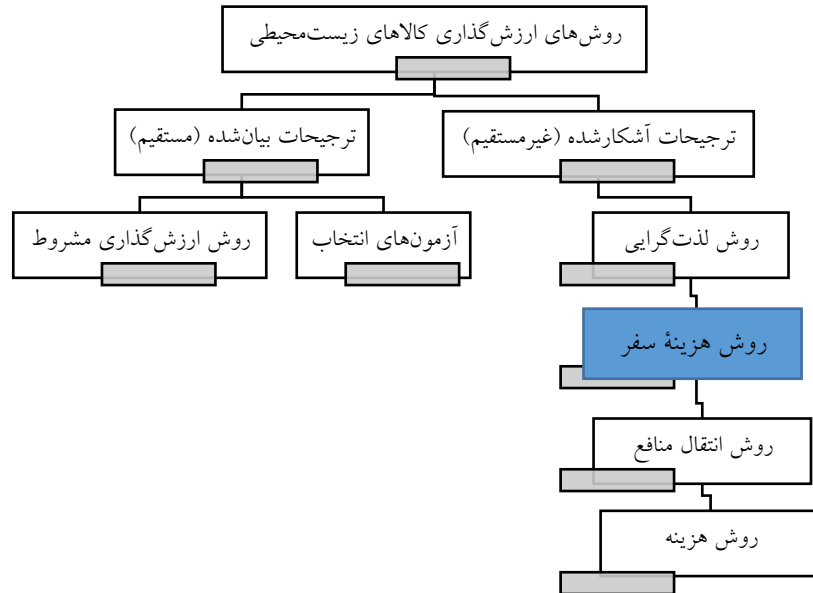 روش‌های ارزش‌گذاری کالاهای زیست‌محیطی
ترجیحات آشکارشده (غیرمستقیم)
ترجیحات بیان‌شده (مستقیم)
روش لذت‌گرایی
آزمون‌های انتخاب
روش ارزش‌گذاری مشروط
روش هزینهٔ سفر
روش انتقال منافع
روش هزینه